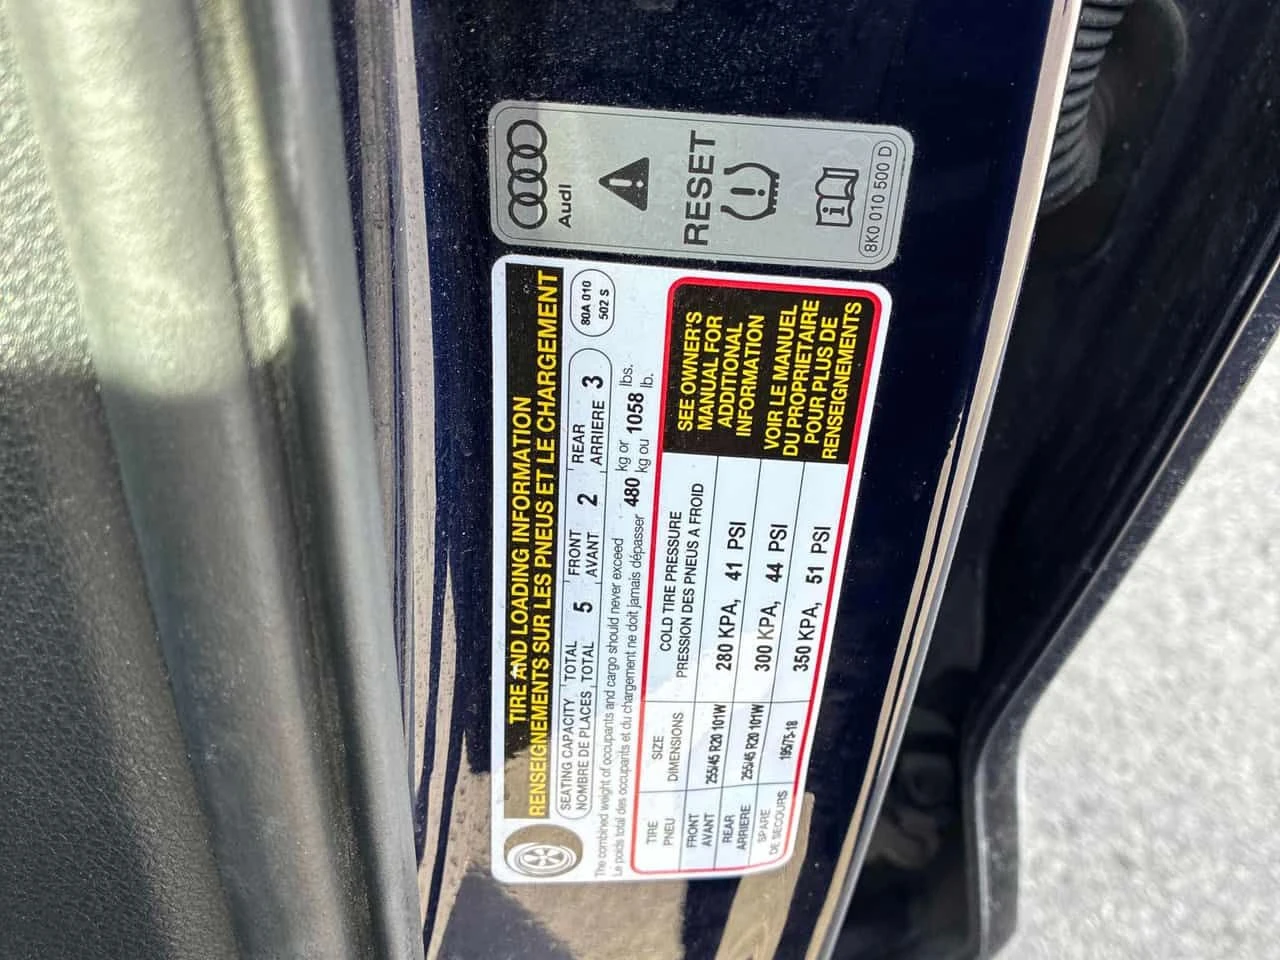 Audi
RESET
8K0 010 500 D
TIRE AND LOADING INFORMATION
RENSEIGNEMENTS SUR LES PNEUS ET LE CHARGEMENT
SEATING CAPACITY TOTAL 5 FRONT 2 REAR 3
NOMBRE DE PLACES TOTAL AVANT ARRIERE
80A 010
502 S
The combined weight of occupants and cargo should never exceed 480 kg or 1058 lbs.
Le poids total des occupants et du chargement ne doit jamais dépasser kg ou lb.
TIRE SIZE COLD TIRE PRESSURE
PNEU DIMENSIONS PRESSION DES PNEUS A FROID
FRONT 255/45 R20 101W 280 KPA, 41 PSI
AVANT
REAR 255/45 R20 101W 300 KPA, 44 PSI
ARRIERE
SPARE 195/75-18 350 KPA, 51 PSI
DE SECOURS
SEE OWNER'S
MANUAL FOR
ADDITIONAL
INFORMATION
VOIR LE MANUEL
DU PROPRIETAIRE
POUR PLUS DE
RENSEIGNEMENTS